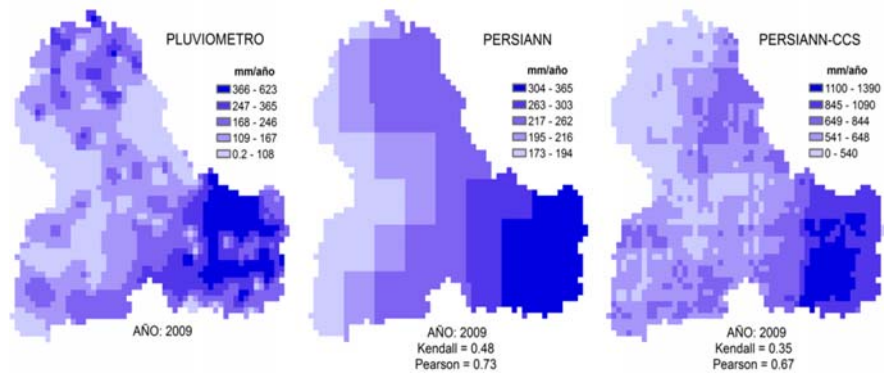 PLUVIOMETRO
mm/año
366 - 623
247 - 365
168 - 246
109 - 167
0.2 - 108
AÑO: 2009
PERSIANN
mm/año
304 - 365
263 - 303
217 - 262
195 - 216
173 - 194
AÑO: 2009
Kendall = 0.48
Pearson = 0.73
PERSIANN-CCS
mm/año
1100 - 1390
845 - 1090
649 - 844
541 - 648
0 - 540
AÑO: 2009
Kendall = 0.35
Pearson = 0.67